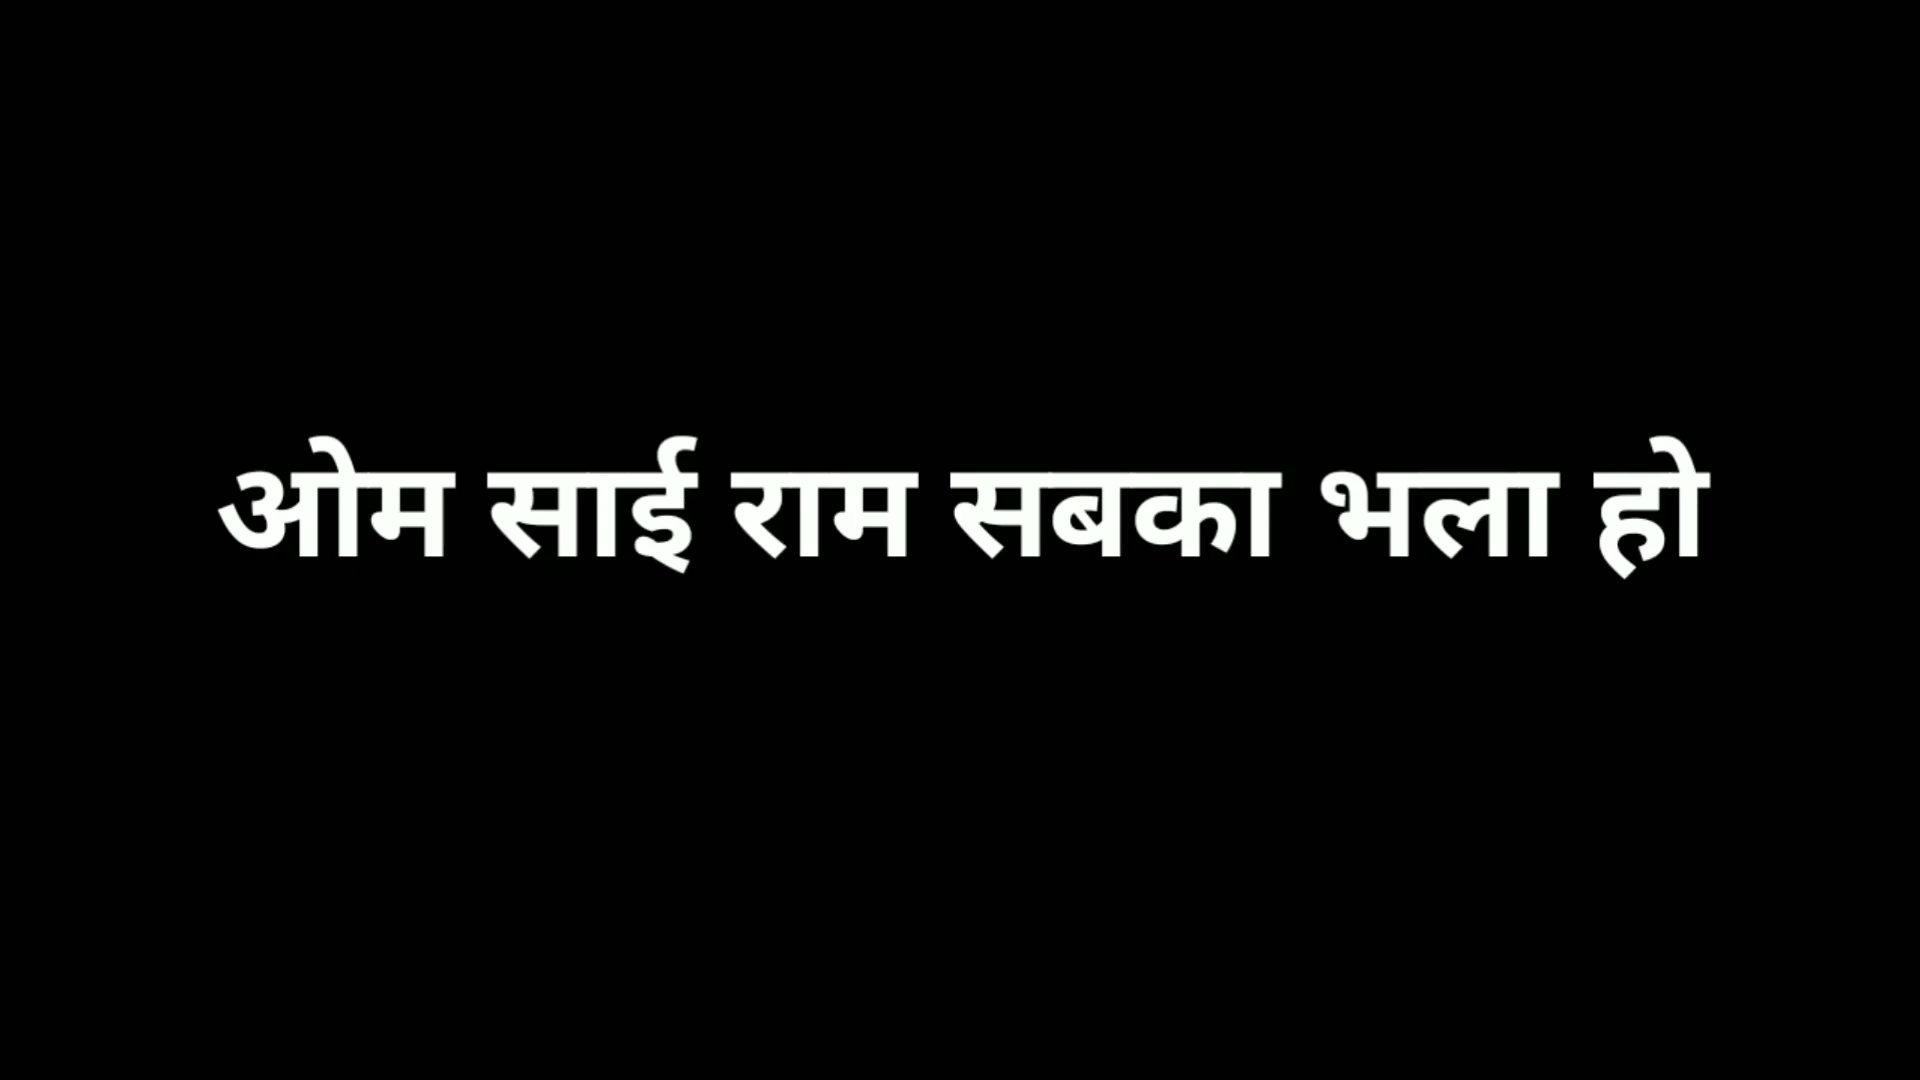 ओम साई राम सबका भला हो